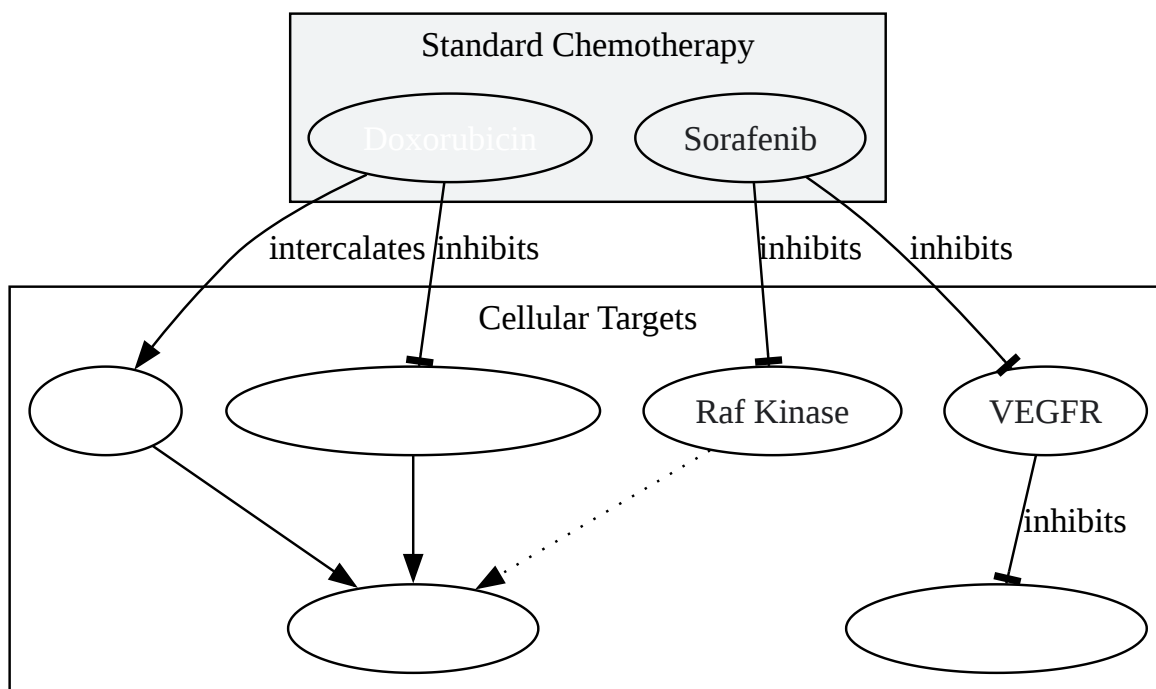 Standard Chemotherapy
Doxorubicin
Sorafenib
intercalates
inhibits
inhibits
inhibits
Cellular Targets
Raf Kinase
VEGFR
inhibits